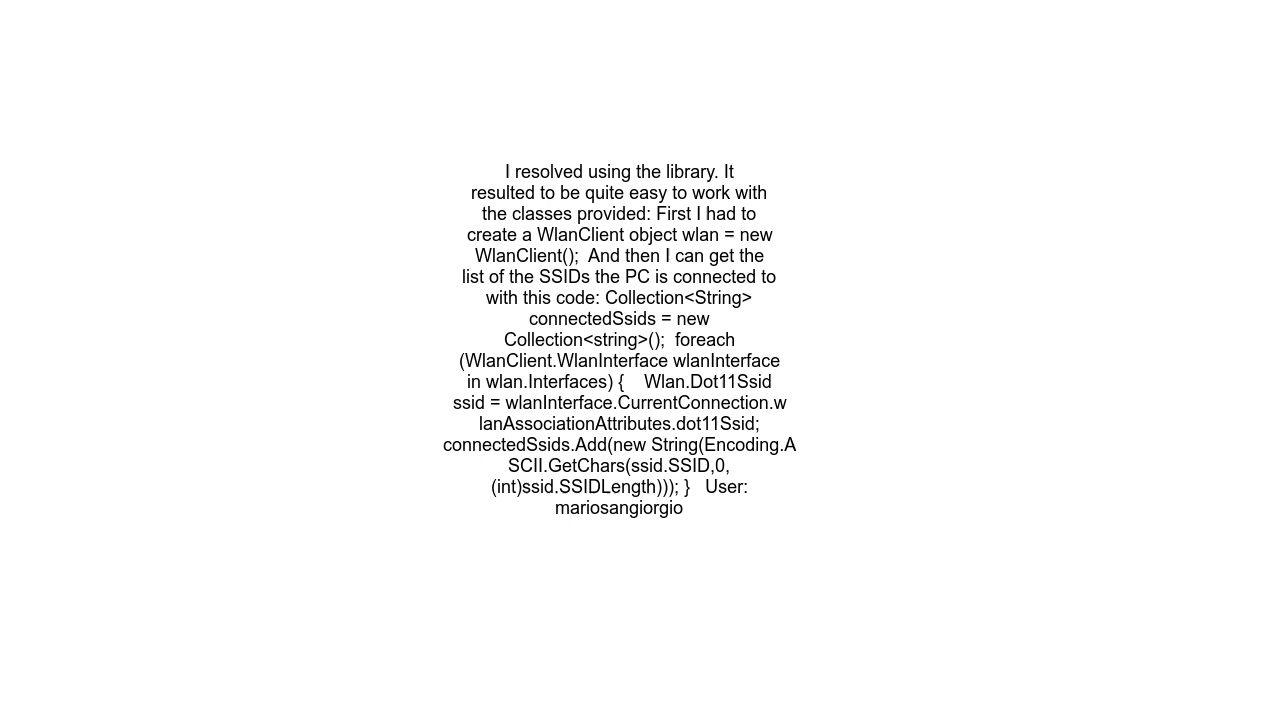 I resolved using the library. It
resulted to be quite easy to work with
the classes provided: First I had to
create a WlanClient object wlan = new
WlanClient();  And then I can get the
list of the SSIDs the PC is connected to
with this code: Collection<String>
connectedSsids = new
Collection<string>();  foreach
(WlanClient.WlanInterface wlanInterface
in wlan.Interfaces) {    Wlan.Dot11Ssid
ssid = wlanInterface.CurrentConnection.w
lanAssociationAttributes.dot11Ssid;
connectedSsids.Add(new String(Encoding.A
SCII.GetChars(ssid.SSID,0,
(int)ssid.SSIDLength))); }   User:
mariosangiorgio